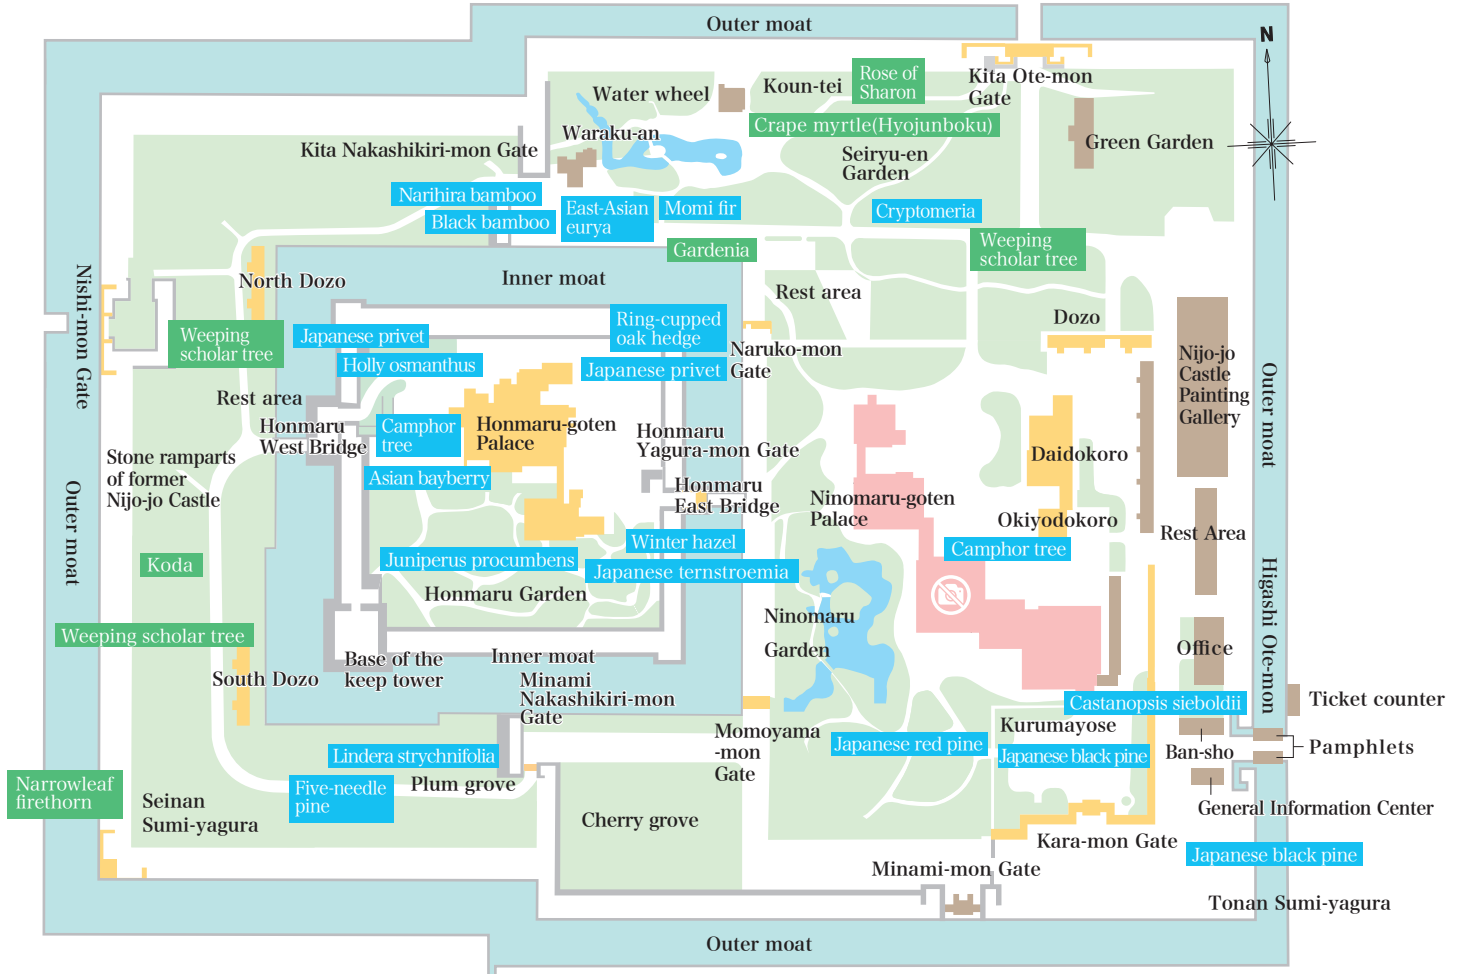 Outer moat
N
Water wheel
Koun-tei
Rose of
Sharon
Kita Ote-mon
Gate
Crape myrtle(Hyojunboku)
Waraku-an
Kita Nakashikiri-mon Gate
Seiryu-en
Garden
Green Garden
Narihira bamboo
Black bamboo
East-Asian
eurya
Momi fir
Cryptomeria
Gardenia
Weeping
scholar tree
Inner moat
North Dozo
Rest area
Nishi-mon Gate
Weeping
scholar tree
Japanese privet
Holly osmanthus
Ring-cupped
oak hedge
Japanese privet
Naruko-mon
Gate
Dozo
Nijo-jo
Castle
Painting
Gallery
Outer moat
Rest area
Honmaru
West Bridge
Camphor
tree
Honmaru-goten
Palace
Honmaru
Yagura-mon Gate
Daidokoro
Stone ramparts
of former
Nijo-jo Castle
Asian bayberry
Honmaru
East Bridge
Ninomaru-goten
Palace
Okiyodokoro
Rest Area
Outer moat
Koda
Juniperus procumbens
Winter hazel
Japanese ternstroemia
Camphor tree
Honmaru Garden
Ninomaru
Garden
Higashi Ote-mon
Weeping scholar tree
Office
South Dozo
Base of the
keep tower
Inner moat
Minami
Nakashikiri-mon
Gate
Castanopsis sieboldii
Ticket counter
Kurumayose
Momoyama
-mon
Gate
Japanese red pine
Japanese black pine
Ban-sho
Pamphlets
Lindera strychnifolia
Plum grove
Narrowleaf
firethorn
Five-needle
pine
Seinan
Sumi-yagura
Cherry grove
General Information Center
Kara-mon Gate
Japanese black pine
Minami-mon Gate
Tonan Sumi-yagura
Outer moat